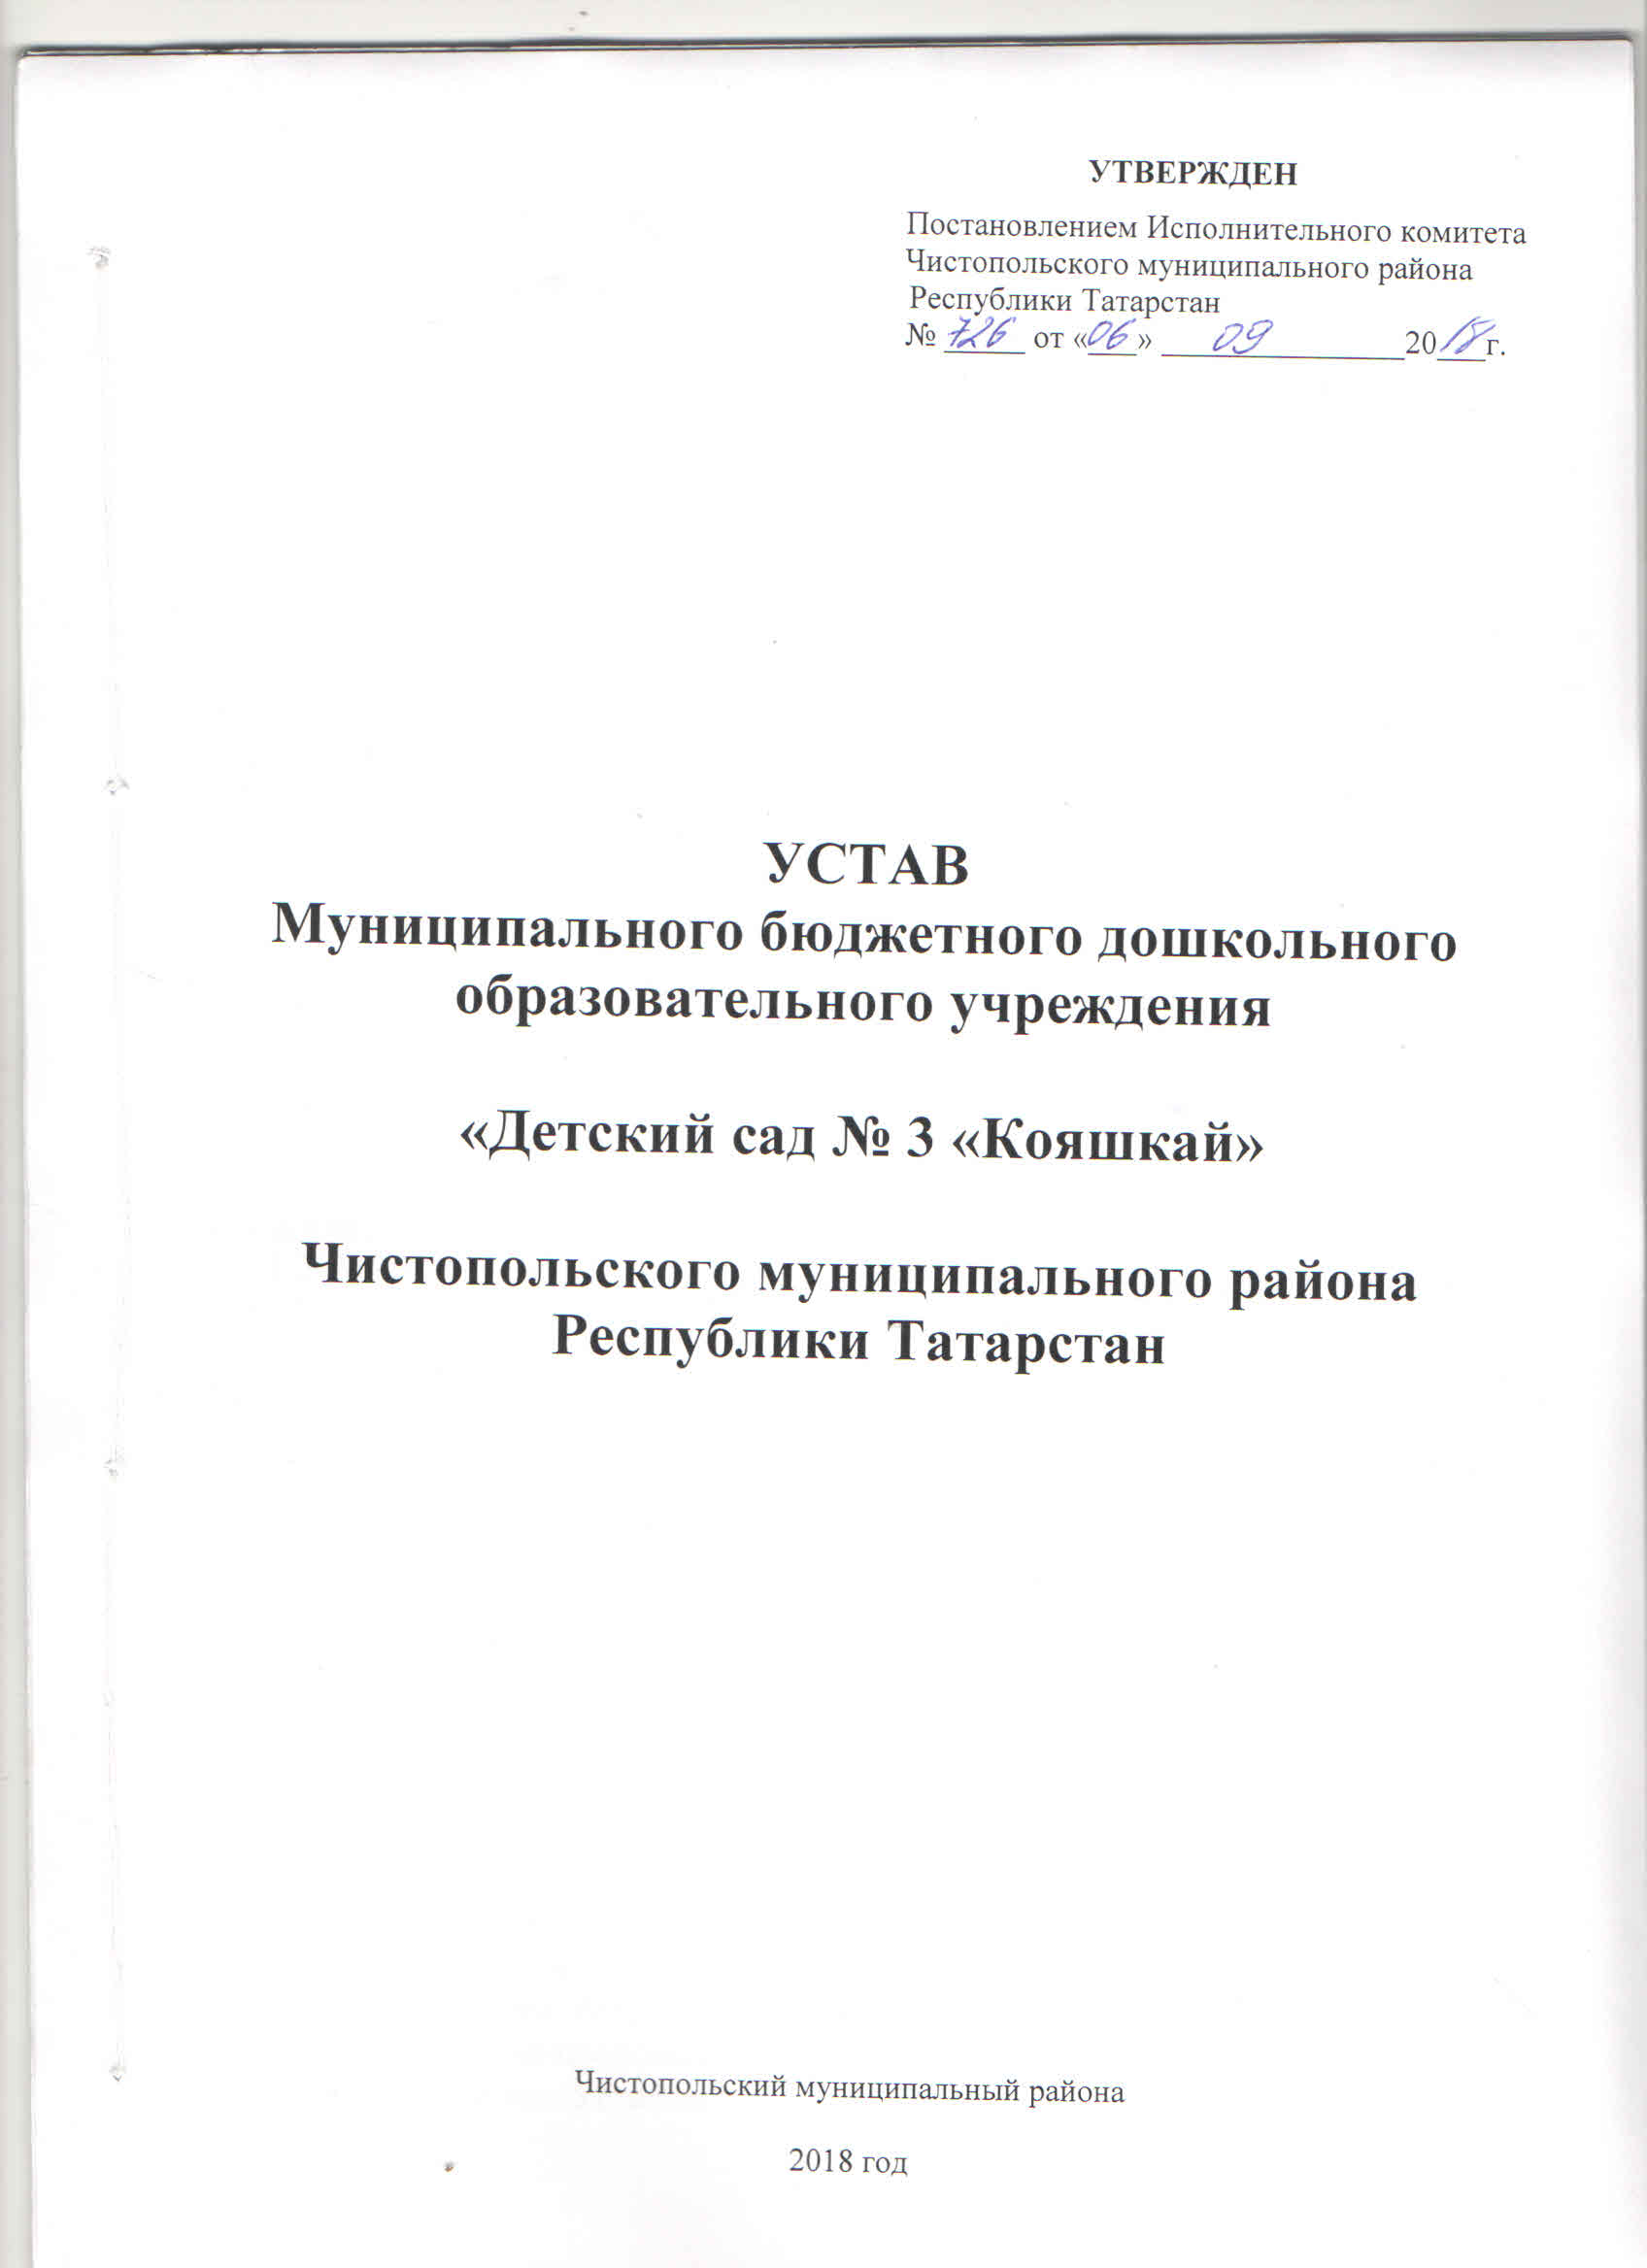 УТВЕРЖДЕН
Постановлением Исполнительного комитета
Чистопольского муниципального района
Республики Татарстан
№ 726 от «06» 09 2018г.
УСТАВ
Муниципального бюджетного дошкольного
образовательного учреждения
«Детский сад № 3 «Кояшкай»
Чистопольского муниципального района
Республики Татарстан
Чистопольский муниципальный района
2018 год